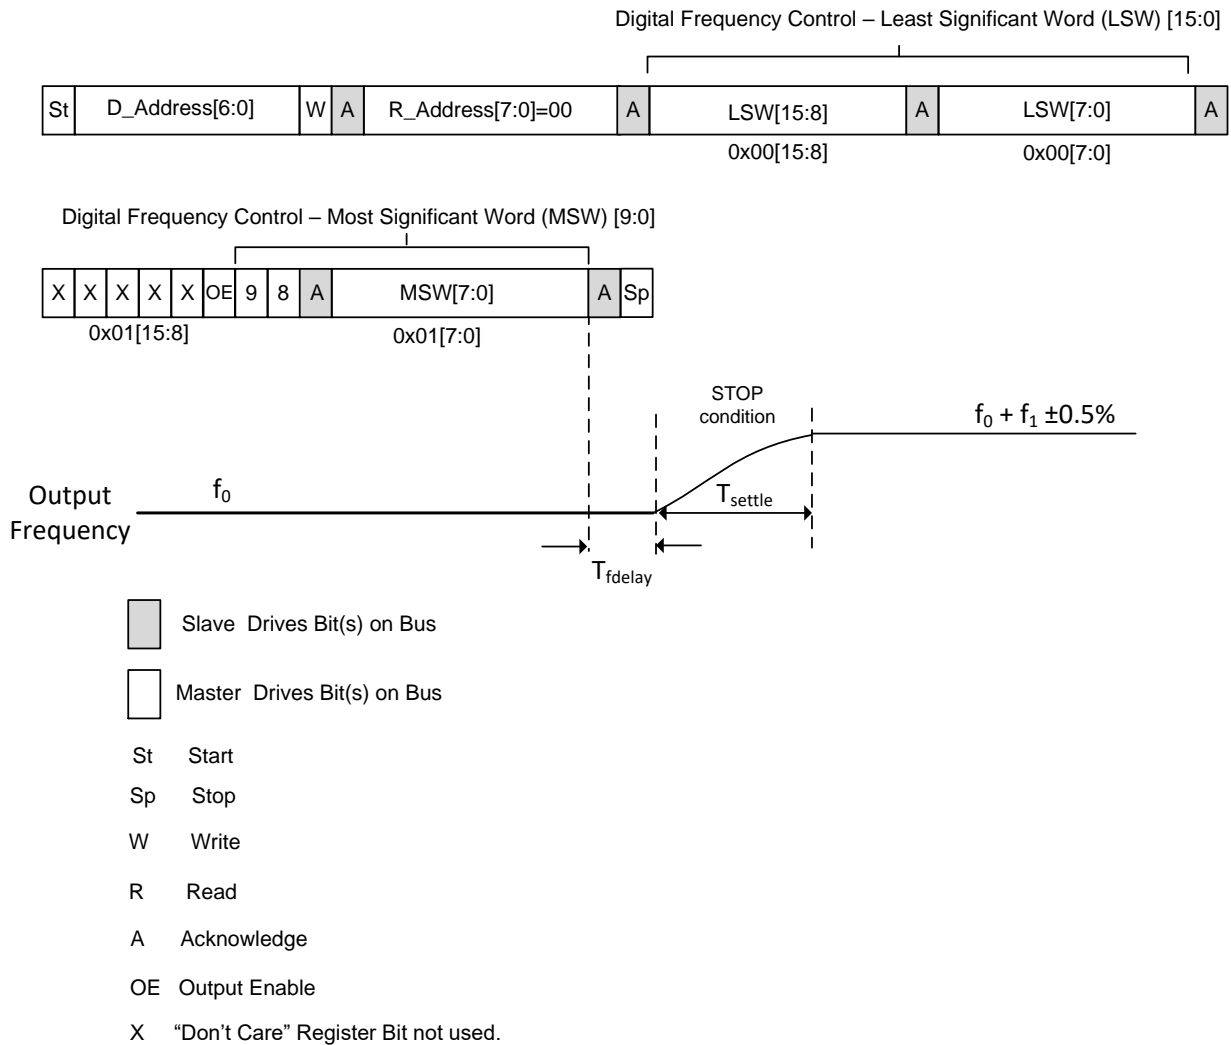 Digital Frequency Control – Least Significant Word (LSW) [15:0]
St D_Address[6:0] W A R_Address[7:0]=00 A LSW[15:8] A LSW[7:0] A
0x00[15:8] 0x00[7:0]
Digital Frequency Control – Most Significant Word (MSW) [9:0]
X X X X X OE 9 8 A MSW[7:0] A Sp
0x01[15:8] 0x01[7:0]
STOP
condition
f₀ + f₁ ±0.5%
Output
Frequency
f₀
Tsettle
Tfdelay
Slave Drives Bit(s) on Bus
Master Drives Bit(s) on Bus
St Start
Sp Stop
W Write
R Read
A Acknowledge
OE Output Enable
X “Don’t Care” Register Bit not used.